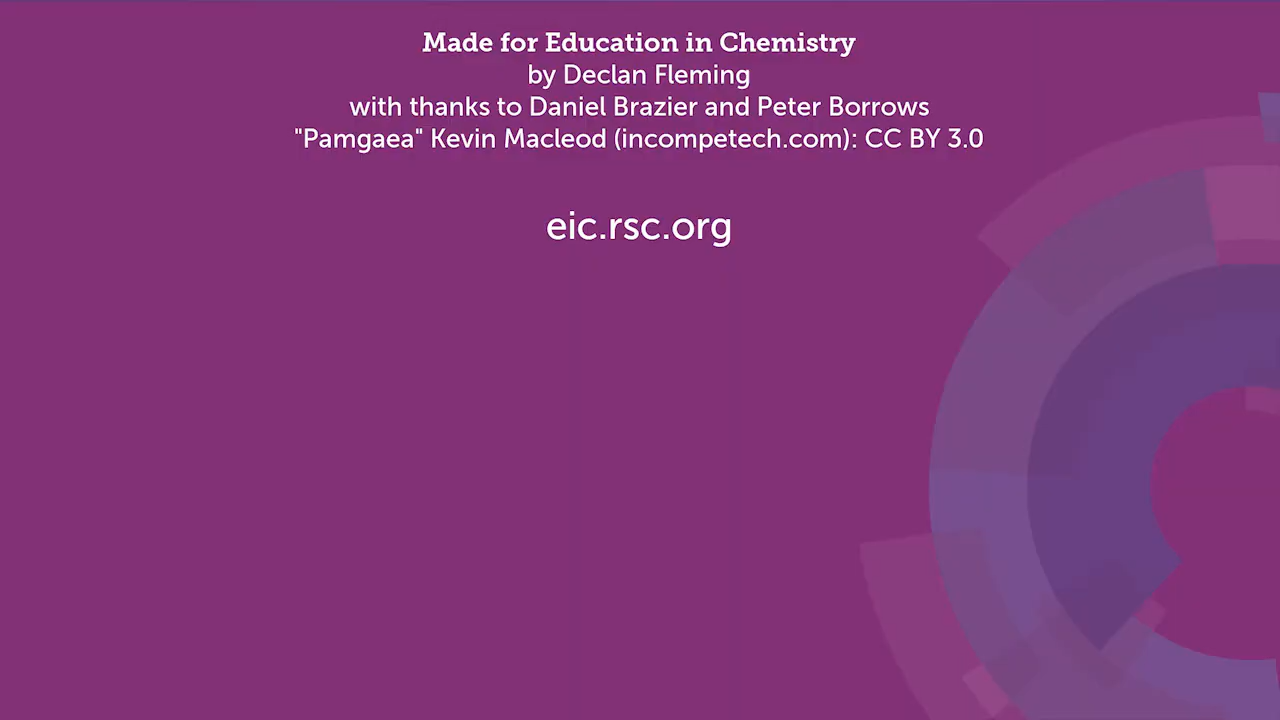 Made for Education in Chemistry
by Declan Fleming
with thanks to Daniel Brazier and Peter Borrows
"Pamgaea" Kevin Macleod (incompetech.com): CC BY 3.0
eic.rsc.org